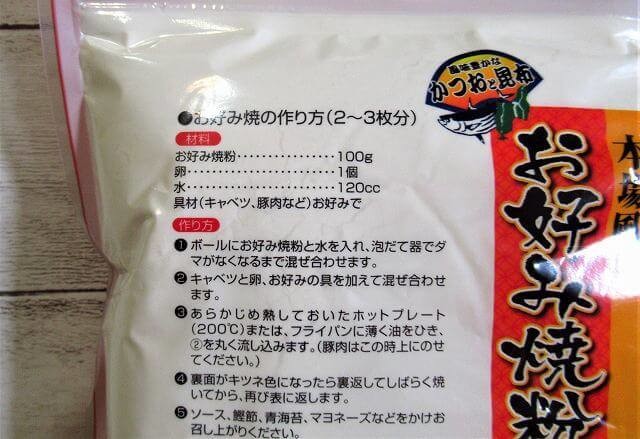 風味豊かな
かつおと昆布
●お好み焼の作り方(2〜3枚分)
材料
お好み焼粉・・・・・・・・・・・・・・・・・100g
卵・・・・・・・・・・・・・・・・・・・・・・1個
水・・・・・・・・・・・・・・・・・・・・・・120cc
具材(キャベツ、豚肉など)お好みで
作り方
❶ボールにお好み焼粉と水を入れ、泡だて器でダ
マがなくなるまで混ぜ合わせます。
❷キャベツと卵、お好みの具を加えて混ぜ合わせ
ます。
❸あらかじめ熱しておいたホットプレート
(200℃)または、フライパンに薄く油をひき、
②を丸く流し込みます。(豚肉はこの時上にのせ
てください。)
❹裏面がキツネ色になったら裏返してしばらく焼
いてから、再び表に返します。
❺ソース、鰹節、青海苔、マヨネーズなどをかけお
召し上がりください。
本場
お好み焼粉